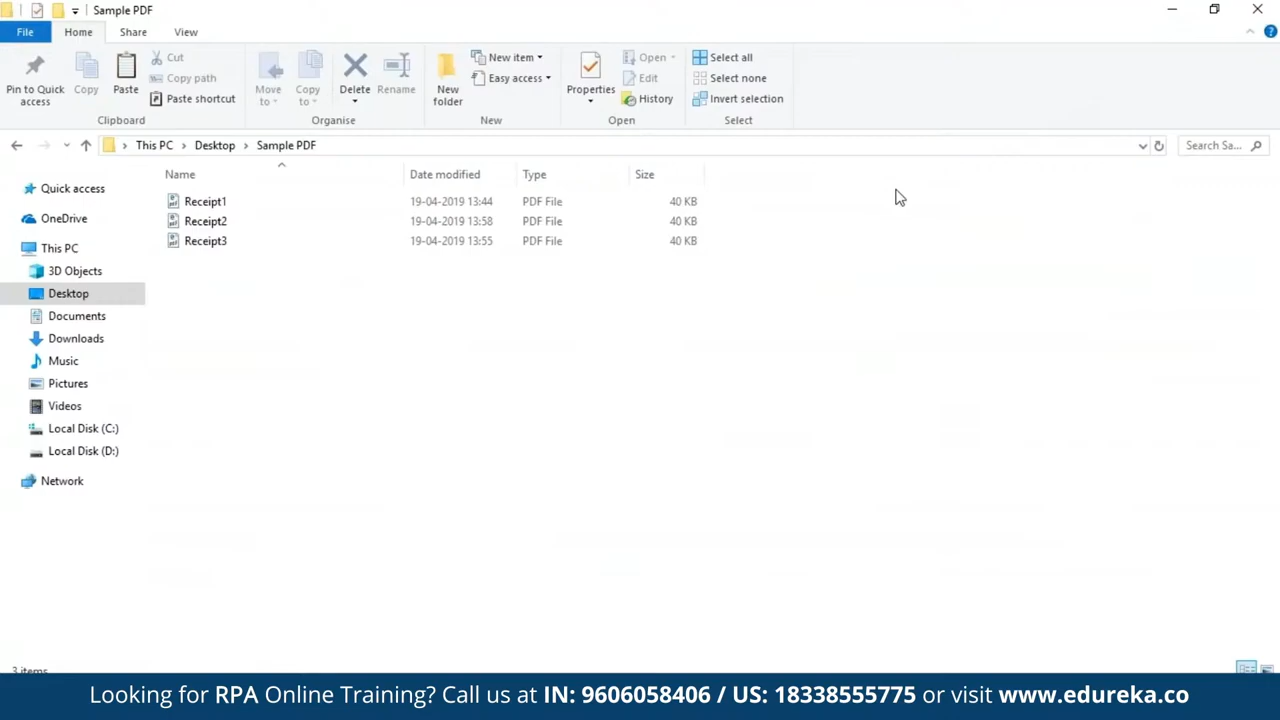 Sample PDF
File Home Share View
Pin to Quick access
Copy
Paste
Cut
Copy path
Paste shortcut
Clipboard
Move to
Copy to
Delete
Rename
Organise
New folder
New item
Easy access
New
Properties
Open
Edit
History
Open
Select all
Select none
Invert selection
Select
This PC > Desktop > Sample PDF
Search Sa...
Name Date modified Type Size
Receipt1 19-04-2019 13:44 PDF File 40 KB
Receipt2 19-04-2019 13:58 PDF File 40 KB
Receipt3 19-04-2019 13:55 PDF File 40 KB
Quick access
OneDrive
This PC
3D Objects
Desktop
Documents
Downloads
Music
Pictures
Videos
Local Disk (C:)
Local Disk (D:)
Network
3 items
Looking for RPA Online Training? Call us at IN: 9606058406 / US: 18338555775 or visit www.edureka.co